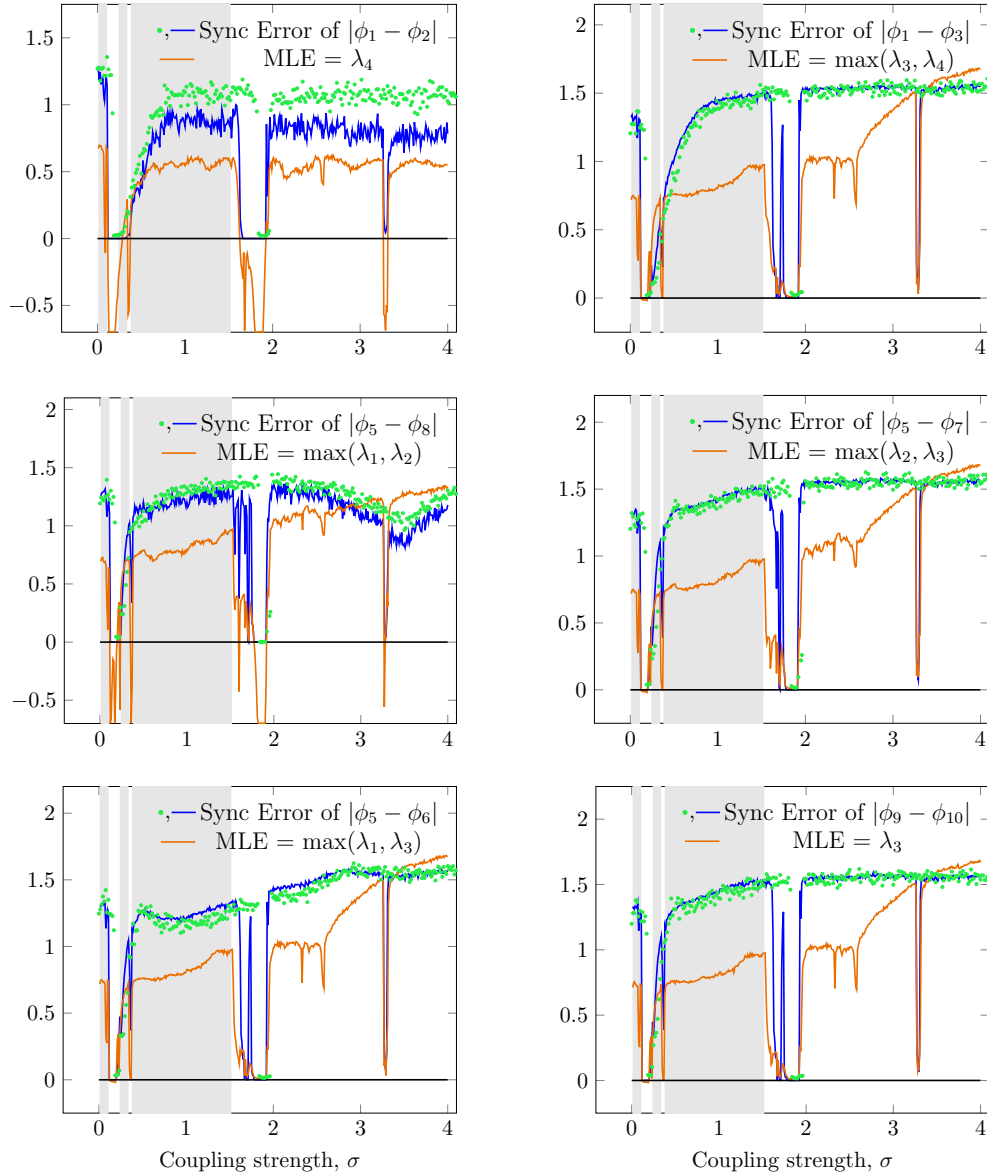 1.5
1
0.5
0
−0.5
0 1 2 3 4
•,— Sync Error of |ϕ₁ − ϕ₂|
MLE = λ₄
2
1.5
1
0.5
0
0 1 2 3 4
•,— Sync Error of |ϕ₁ − ϕ₃|
MLE = max(λ₃, λ₄)
2
1.5
1
0.5
0
−0.5
0 1 2 3 4
•,— Sync Error of |ϕ₅ − ϕ₈|
MLE = max(λ₁, λ₂)
2
1.5
1
0.5
0
0 1 2 3 4
•,— Sync Error of |ϕ₅ − ϕ₇|
MLE = max(λ₂, λ₃)
2
1.5
1
0.5
0
0 1 2 3 4
•,— Sync Error of |ϕ₅ − ϕ₆|
MLE = max(λ₁, λ₃)
Coupling strength, σ
2
1.5
1
0.5
0
0 1 2 3 4
•,— Sync Error of |ϕ₉ − ϕ₁₀|
MLE = λ₃
Coupling strength, σ